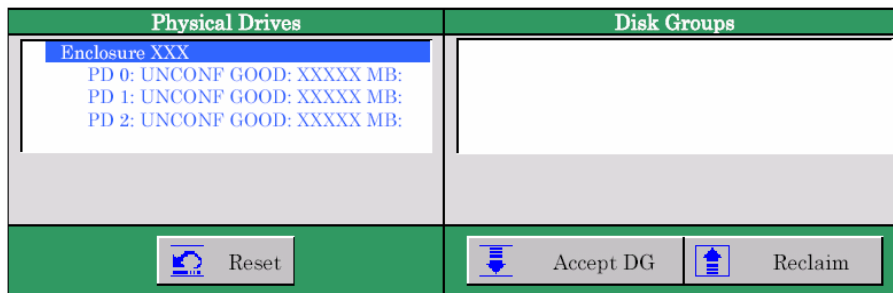 Physical Drives
Disk Groups
Enclosure XXX
PD 0: UNCONF GOOD: XXXXX MB:
PD 1: UNCONF GOOD: XXXXX MB:
PD 2: UNCONF GOOD: XXXXX MB:
Reset
Accept DG
Reclaim